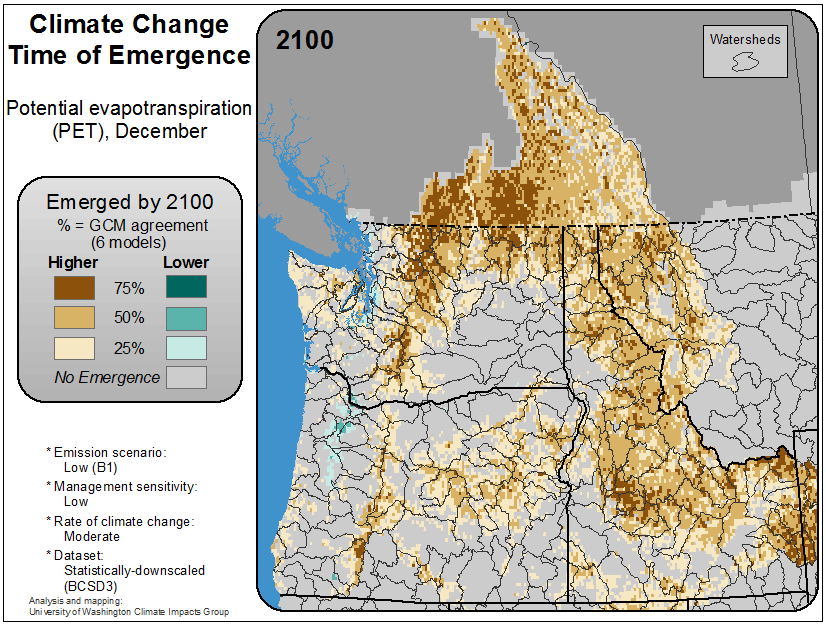 Climate Change
Time of Emergence
Potential evapotranspiration
(PET), December
Emerged by 2100
% = GCM agreement
(6 models)
Higher Lower
75%
50%
25%
No Emergence
* Emission scenario:
Low (B1)
* Management sensitivity:
Low
* Rate of climate change:
Moderate
* Dataset:
Statistically-downscaled
(BCSD3)
Analysis and mapping:
University of Washington Climate Impacts Group
2100
Watersheds